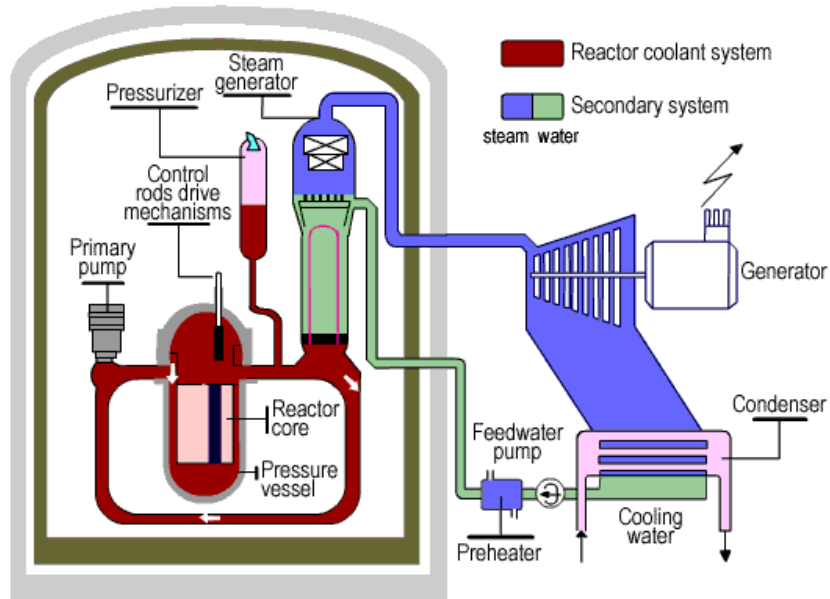 Steam
generator
Pressurizer
Control
rods drive
mechanisms
Primary
pump
Reactor
core
Pressure
vessel
Reactor coolant system
Secondary system
steam water
Generator
Condenser
Feedwater
pump
Preheater
Cooling
water